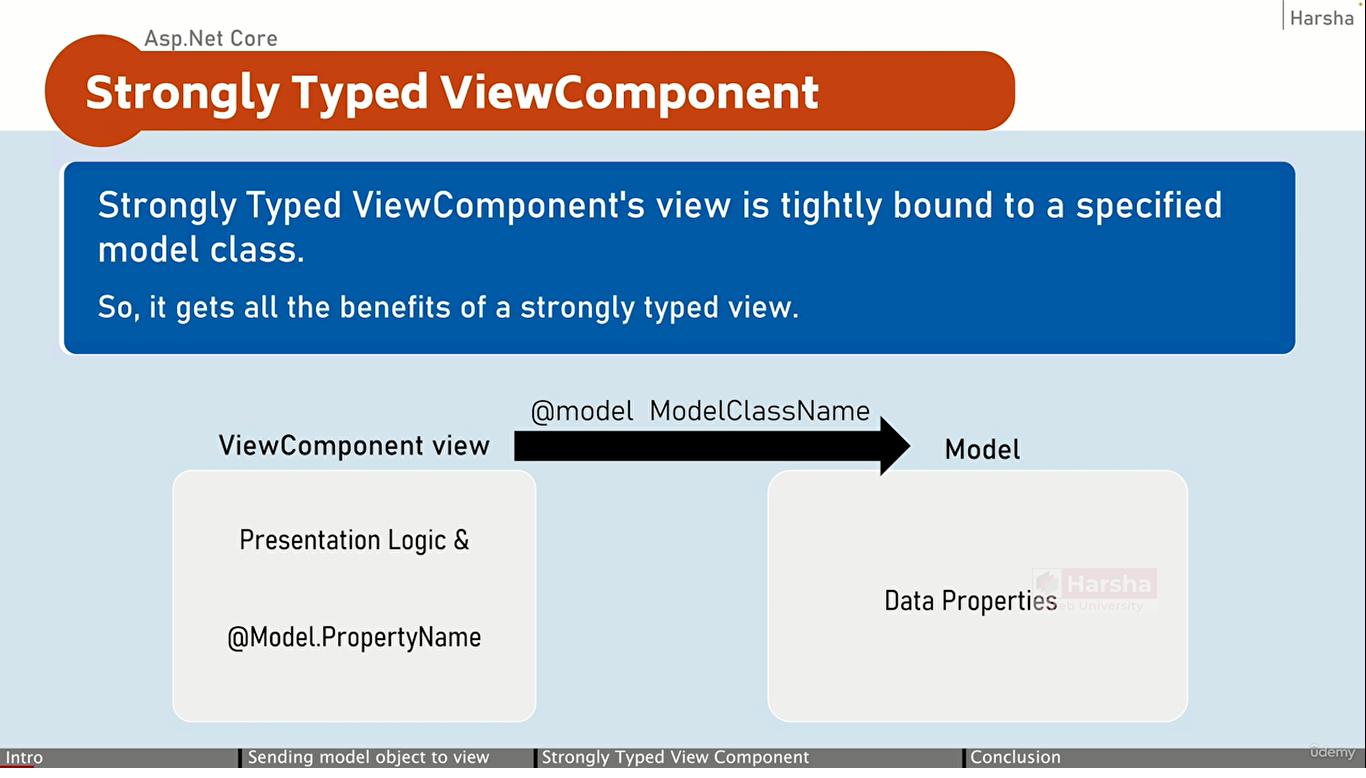 Harsha
Asp.Net Core
Strongly Typed ViewComponent
Strongly Typed ViewComponent's view is tightly bound to a specified
model class.
So, it gets all the benefits of a strongly typed view.
@model ModelClassName
ViewComponent view
Model
Presentation Logic &
@Model.PropertyName
Data Properties
Harsha
Web University
Intro
Sending model object to view
Strongly Typed View Component
Conclusion
ûdemy